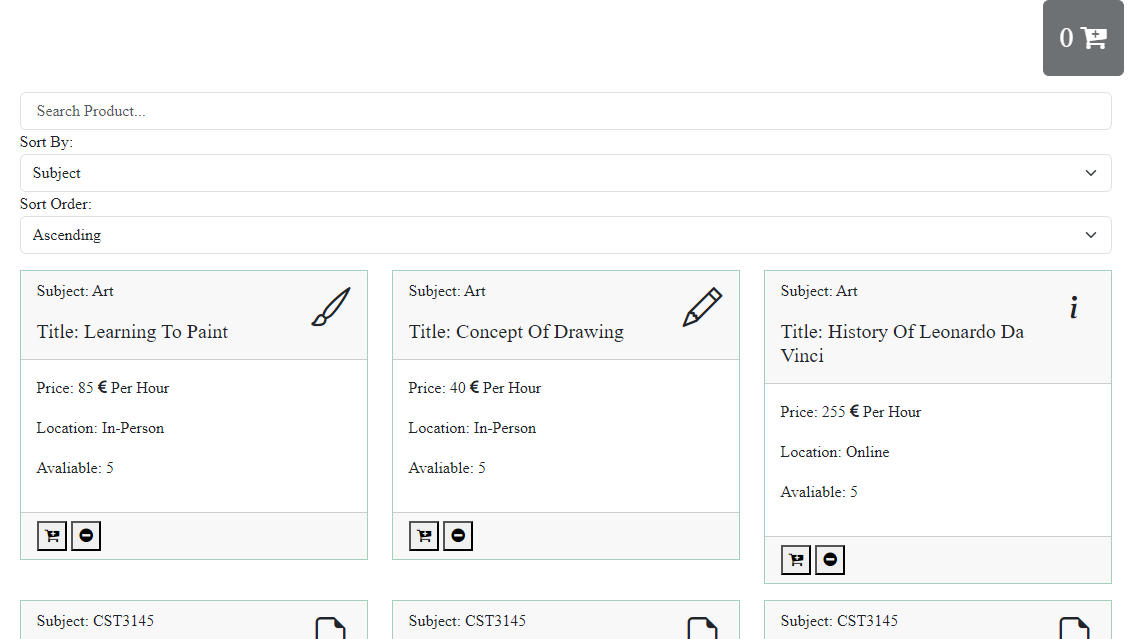 0
Search Product...
Sort By:
Subject
Sort Order:
Ascending
Subject: Art
Title: Learning To Paint
Price: 85 € Per Hour
Location: In-Person
Avaliable: 5
Subject: Art
Title: Concept Of Drawing
Price: 40 € Per Hour
Location: In-Person
Avaliable: 5
Subject: Art
Title: History Of Leonardo Da
Vinci
Price: 255 € Per Hour
Location: Online
Avaliable: 5
Subject: CST3145
Subject: CST3145
Subject: CST3145